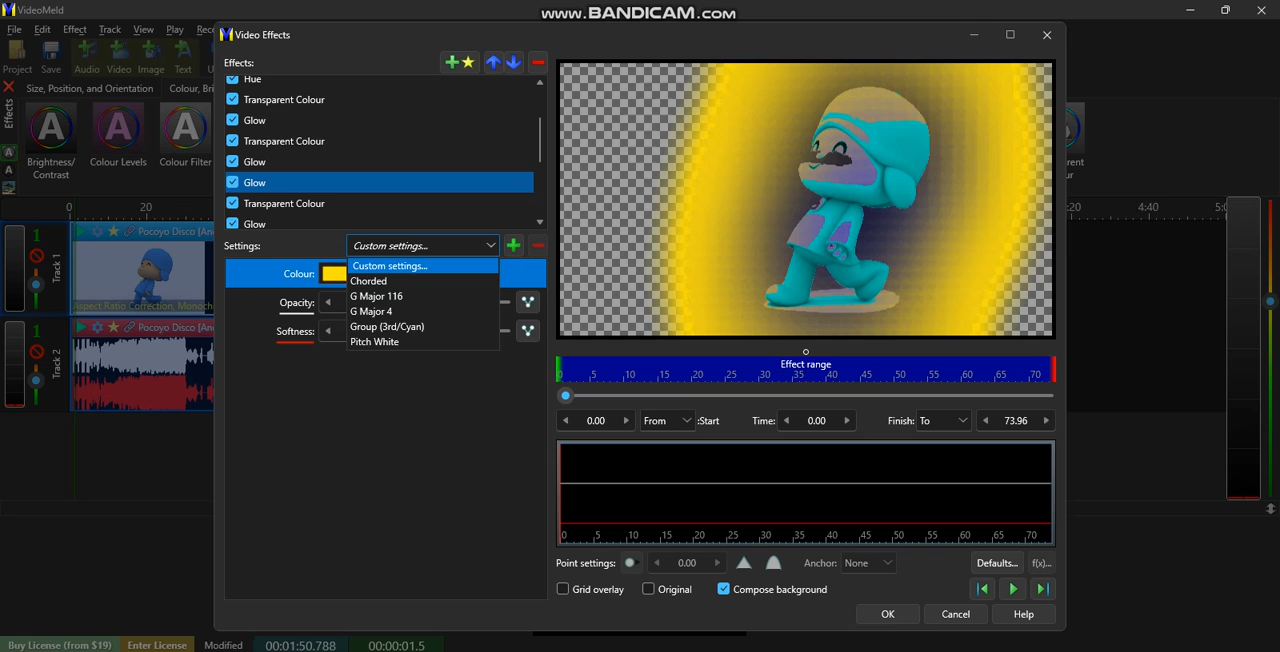 VideoMeld
www.BANDICAM.com
File Edit Effect Track View Play Reco
Project Save Audio Video Image Text U
Effects
Size, Position, and Orientation Colour, Bri
Brightness/
Contrast
Colour Levels
Colour Filter
0 20
:20 4:40 5:0
1
Track 1
Pocoyo Disco [An
Aspect Ratio Correction, Monoch
1
Track 2
Pocoyo Disco [An
Video Effects
Effects:
Hue
Transparent Colour
Glow
Transparent Colour
Glow
Glow
Transparent Colour
Glow
Settings: Custom settings...
Custom settings...
Chorded
G Major 116
G Major 4
Group (3rd/Cyan)
Pitch White
Colour:
Opacity:
Softness:
Effect range
0 5 10 15 20 25 30 35 40 45 50 55 60 65 70
0.00 From :Start Time: 0.00 Finish: To 73.96
0 5 10 15 20 25 30 35 40 45 50 55 60 65 70
Point settings: 0.00 Anchor: None Defaults... f(x)...
Grid overlay Original Compose background
OK Cancel Help
Buy License (from $19) Enter License Modified 00:01:50.788 00:00:01.5